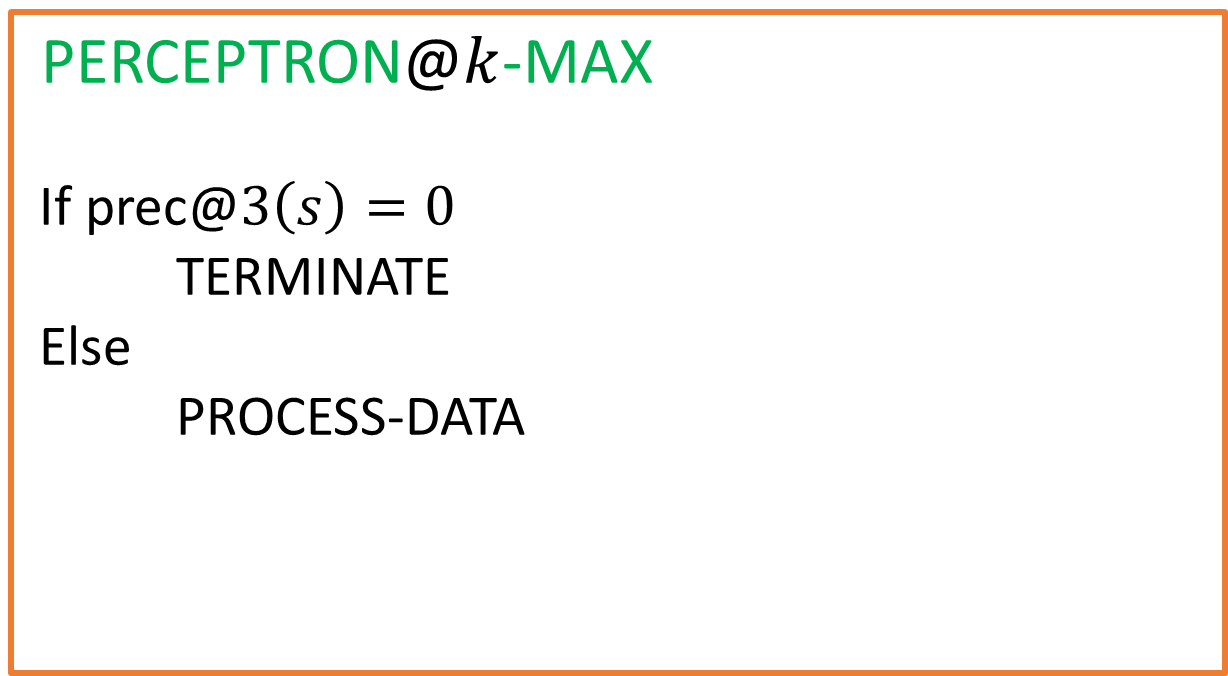 PERCEPTRON@k-MAX
If prec@3(s) = 0
TERMINATE
Else
PROCESS-DATA